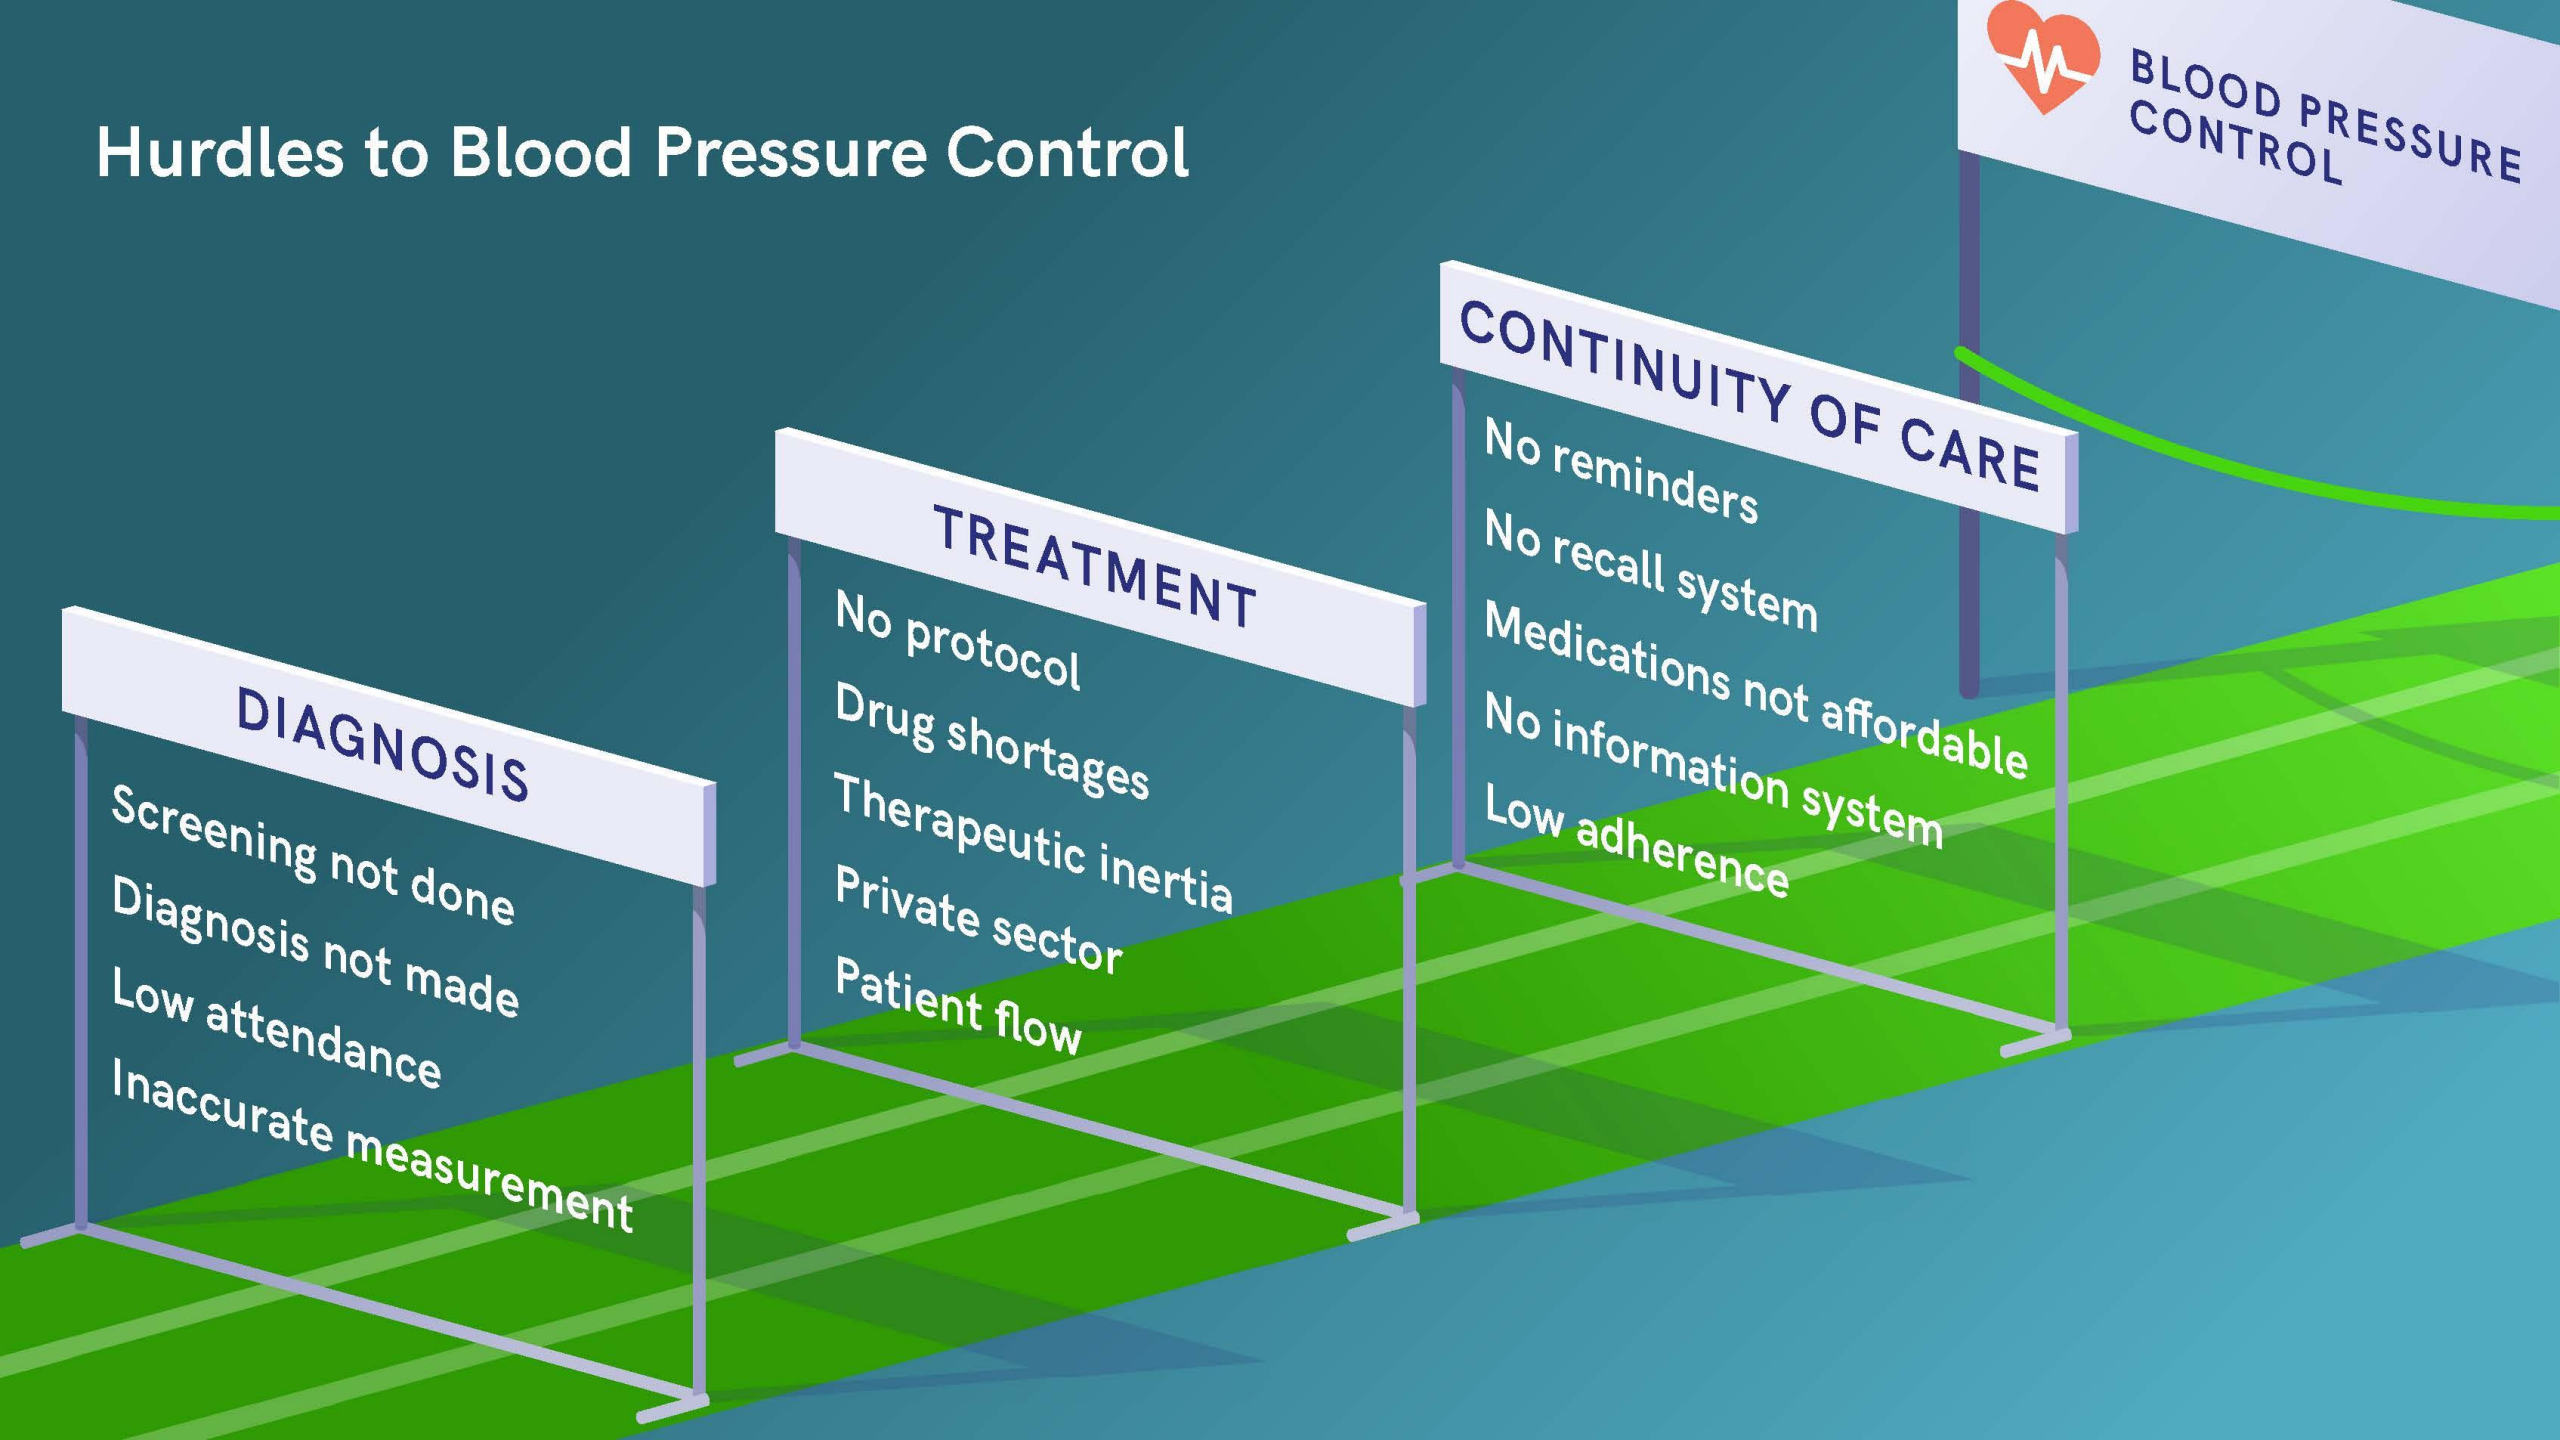 Hurdles to Blood Pressure Control
BLOOD PRESSURE
CONTROL
DIAGNOSIS
Screening not done
Diagnosis not made
Low attendance
Inaccurate measurement
TREATMENT
No protocol
Drug shortages
Therapeutic inertia
Private sector
Patient flow
CONTINUITY OF CARE
No reminders
No recall system
Medications not affordable
No information system
Low adherence